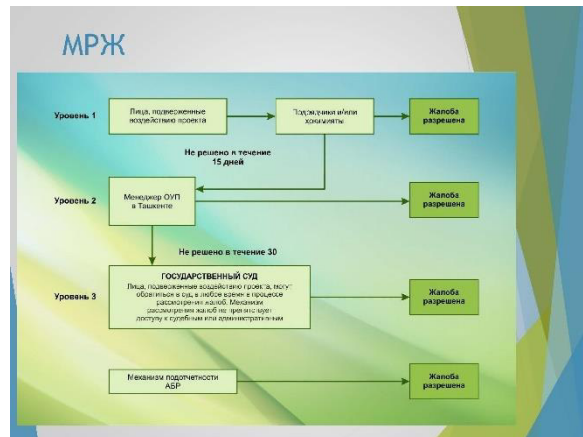 МРЖ
Уровень 1
Лица, подверженные
воздействию проекта
Подрядчики и/или
хокимияты
Жалоба
разрешена
Не решено в течение
15 дней
Уровень 2
Менеджер ОУП
в Ташкенте
Жалоба
разрешена
Не решено в течение 30
Уровень 3
ГОСУДАРСТВЕННЫЙ СУД
Лица, подверженные воздействию проекта, могут
обратиться в суд в любое время в процессе
рассмотрения жалоб. Механизм
рассмотрения жалоб не препятствует
доступу к судебным или административным
Жалоба
разрешена
Механизм подотчетности
АБР
Жалоба
разрешена